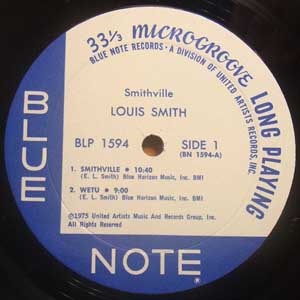 33 1/3 MICROGROOVE LONG PLAYING
BLUE NOTE RECORDS • A DIVISION OF UNITED ARTISTS RECORDS, INC.
Smithville
LOUIS SMITH
BLP 1594 SIDE 1
(BN 1594-A)
1. SMITHVILLE • 10:40
(E. L. Smith) Blue Horizon Music, Inc. BMI
2. WETU • 9:00
(E. L. Smith) Blue Horizon Music, Inc. BMI
©1975 United Artists Music And Records Group, Inc.
All Rights Reserved
BLUE
NOTE®